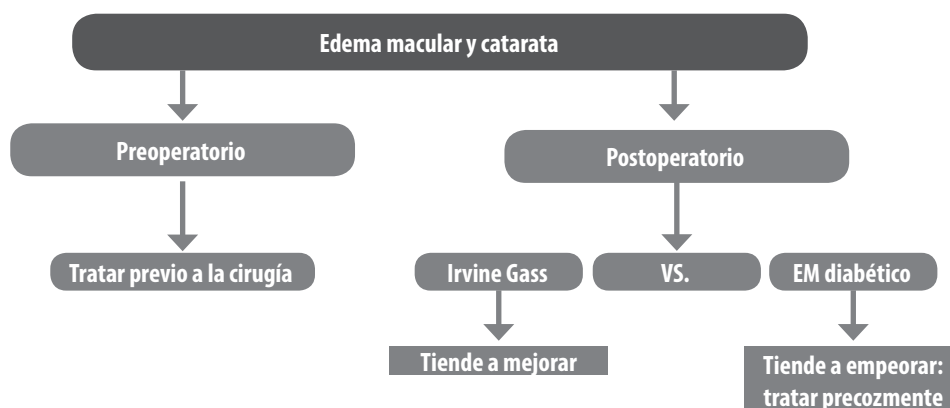 Edema macular y catarata
Preoperatorio
Postoperatorio
Tratar previo a la cirugía
Irvine Gass
VS.
EM diabético
Tiende a mejorar
Tiende a empeorar:
tratar precozmente